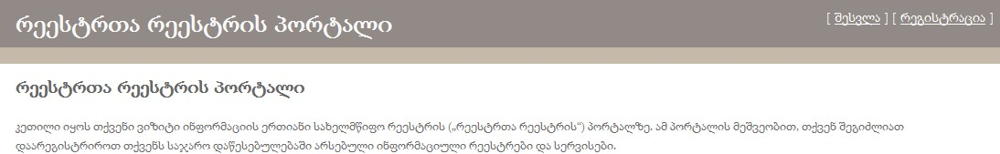 რეესტრთა რეესტრის პორტალი
[ შესვლა ] [ რეგისტრაცია ]
რეესტრთა რეესტრის პორტალი
კეთილი იყოს თქვენი ვიზიტი ინფორმაციის ერთიანი სახელმწიფო რეესტრის („რეესტრთა რეესტრის“) პორტალზე. ამ პორტალის მეშვეობით, თქვენ შეგიძლიათ
დაარეგისტრიროთ თქვენს საჯარო დაწესებულებაში არსებული ინფორმაციული რეესტრები და სერვისები.